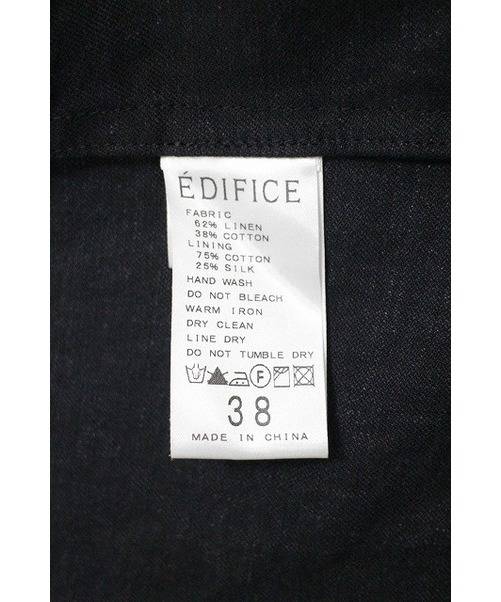 ÉDIFICE
FABRIC
62% LINEN
38% COTTON
LINING
75% COTTON
25% SILK
HAND WASH
DO NOT BLEACH
WARM IRON
DRY CLEAN
LINE DRY
DO NOT TUMBLE DRY
F
38
MADE IN CHINA